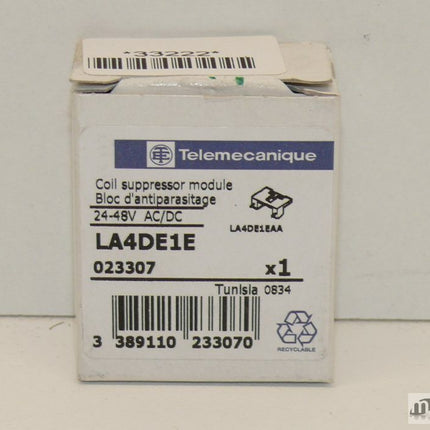 *33222*
Telemecanique
Coil suppressor module
Bloc d'antiparasitage
24-48V AC/DC
LA4DE1EAA
LA4DE1E
023307 x1
Tunisia 0834
3 389110 233070
RECYCLABLE